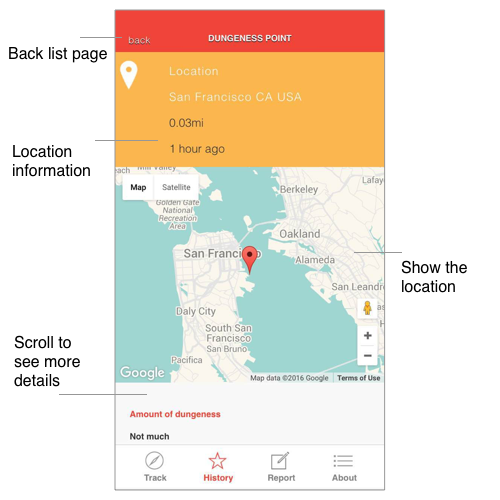 back
DUNGENESS POINT
Back list page
Location
San Francisco CA USA
0.03mi
1 hour ago
Location
information
Mill Valley
Map
Satellite
Golden Gate
National
Recreation
Area
Berkeley
Lafay
Oakland
San Francisco
Alameda
San Leandro
Show the
location
Daly City
South San
Francisco
San Bruno
Pacifica
Scroll to
see more
details
+
−
Google
Map data ©2016 Google
Terms of Use
Amount of dungeness
Not much
Track
History
Report
About